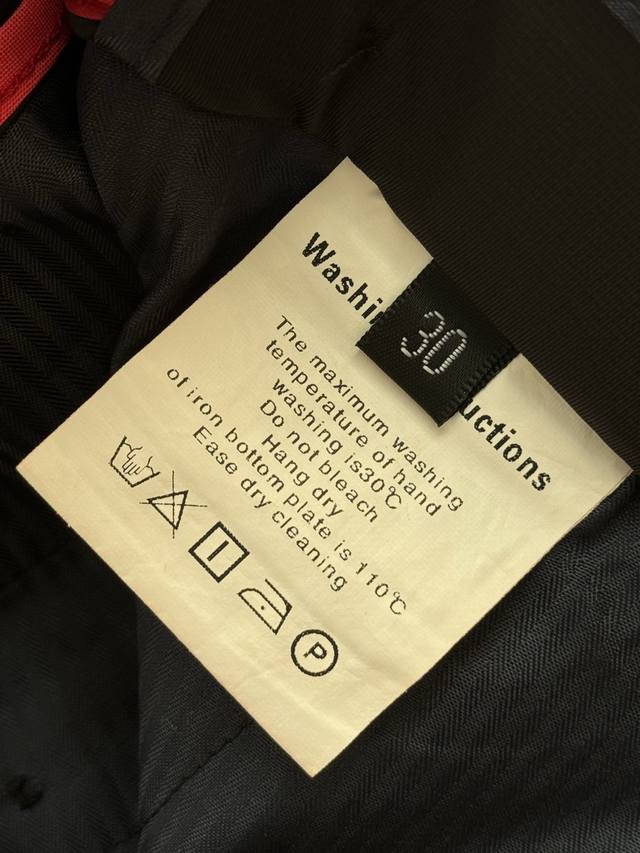 Washi
uctions
30
The maximum washing
temperature of hand
washing is30℃
Do not bleach
Hang dry
of iron bottom plate is 110℃
Ease dry cleaning
P